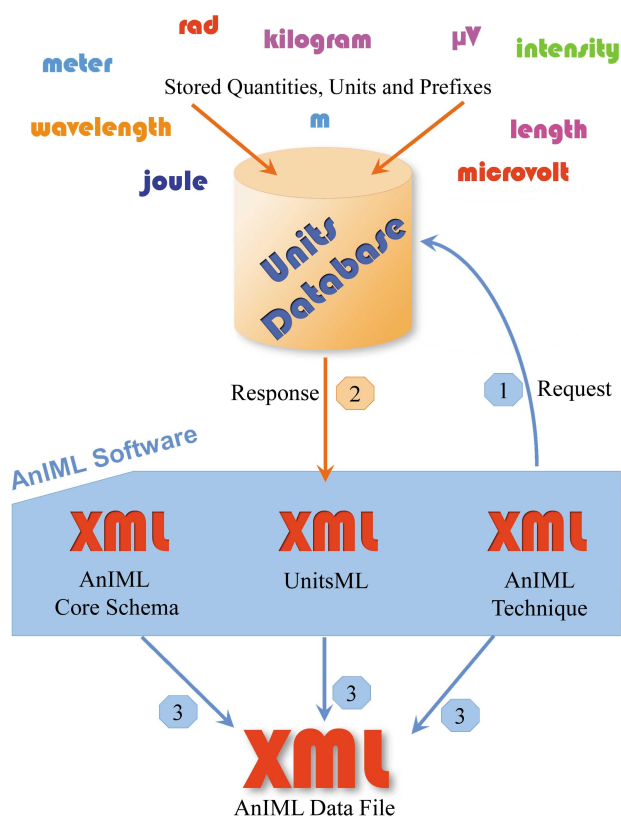 rad
kilogram
µV
intensity
meter
Stored Quantities, Units and Prefixes
wavelength
m
length
joule
microvolt
Units
Database
Response
2
1
Request
AnIML Software
XML
XML
XML
AnIML
Core Schema
UnitsML
AnIML
Technique
3
3
3
XML
AnIML Data File